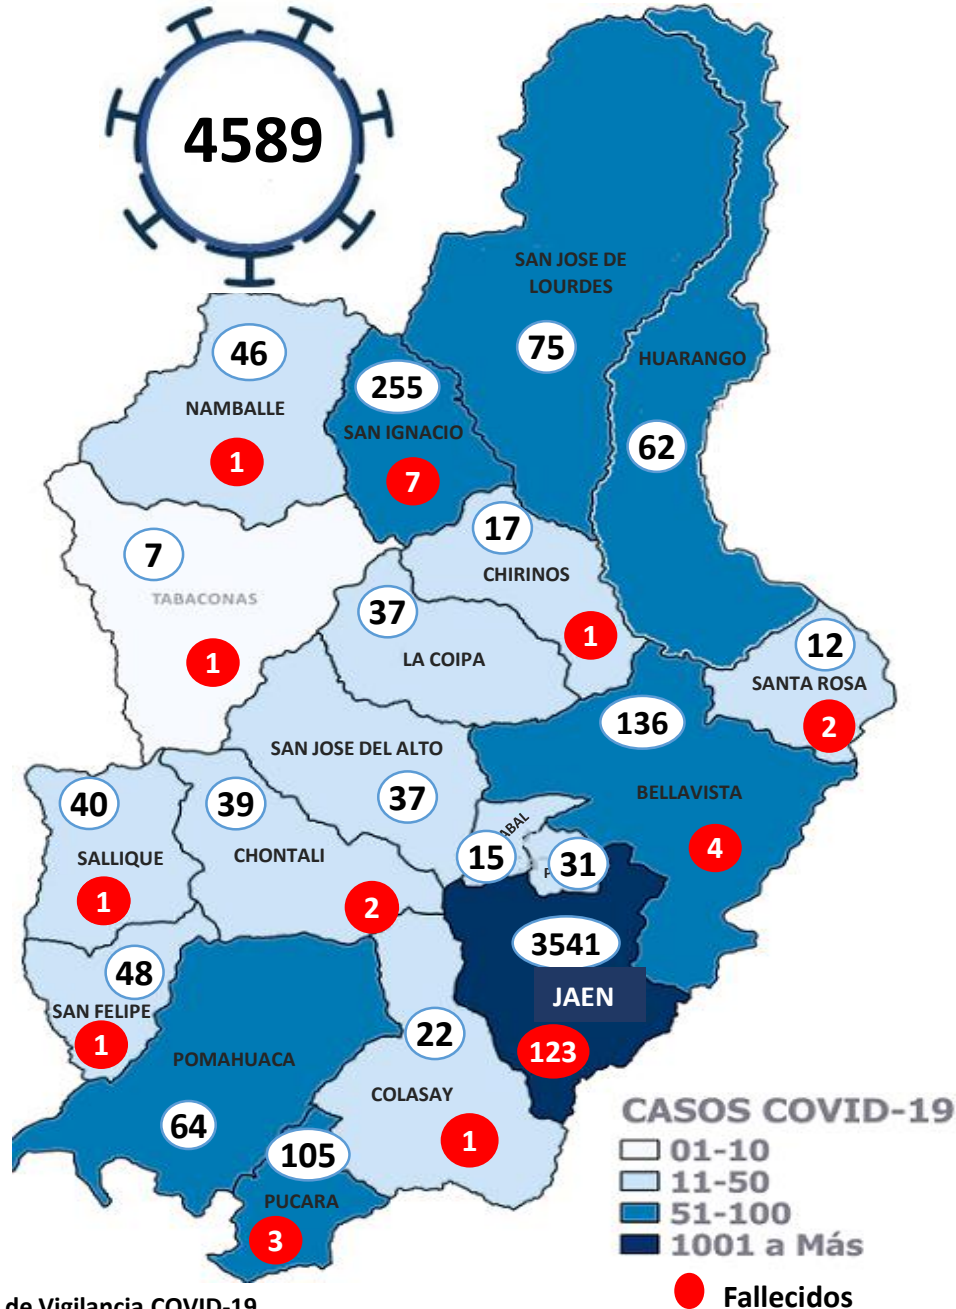 4589
SAN JOSE DE
LOURDES
75
46
NAMBALLE
1
255
SAN IGNACIO
7
HUARANGO
62
17
CHIRINOS
1
7
TABACONAS
1
37
LA COIPA
12
SANTA ROSA
2
136
BELLAVISTA
4
SAN JOSE DEL ALTO
37
40
SALLIQUE
1
39
CHONTALI
2
ABAL
15
31
3541
JAEN
123
48
SAN FELIPE
1
POMAHUACA
64
22
COLASAY
1
105
PUCARA
3
CASOS COVID-19
01-10
11-50
51-100
1001 a Más
Fallecidos
de Vigilancia COVID-19